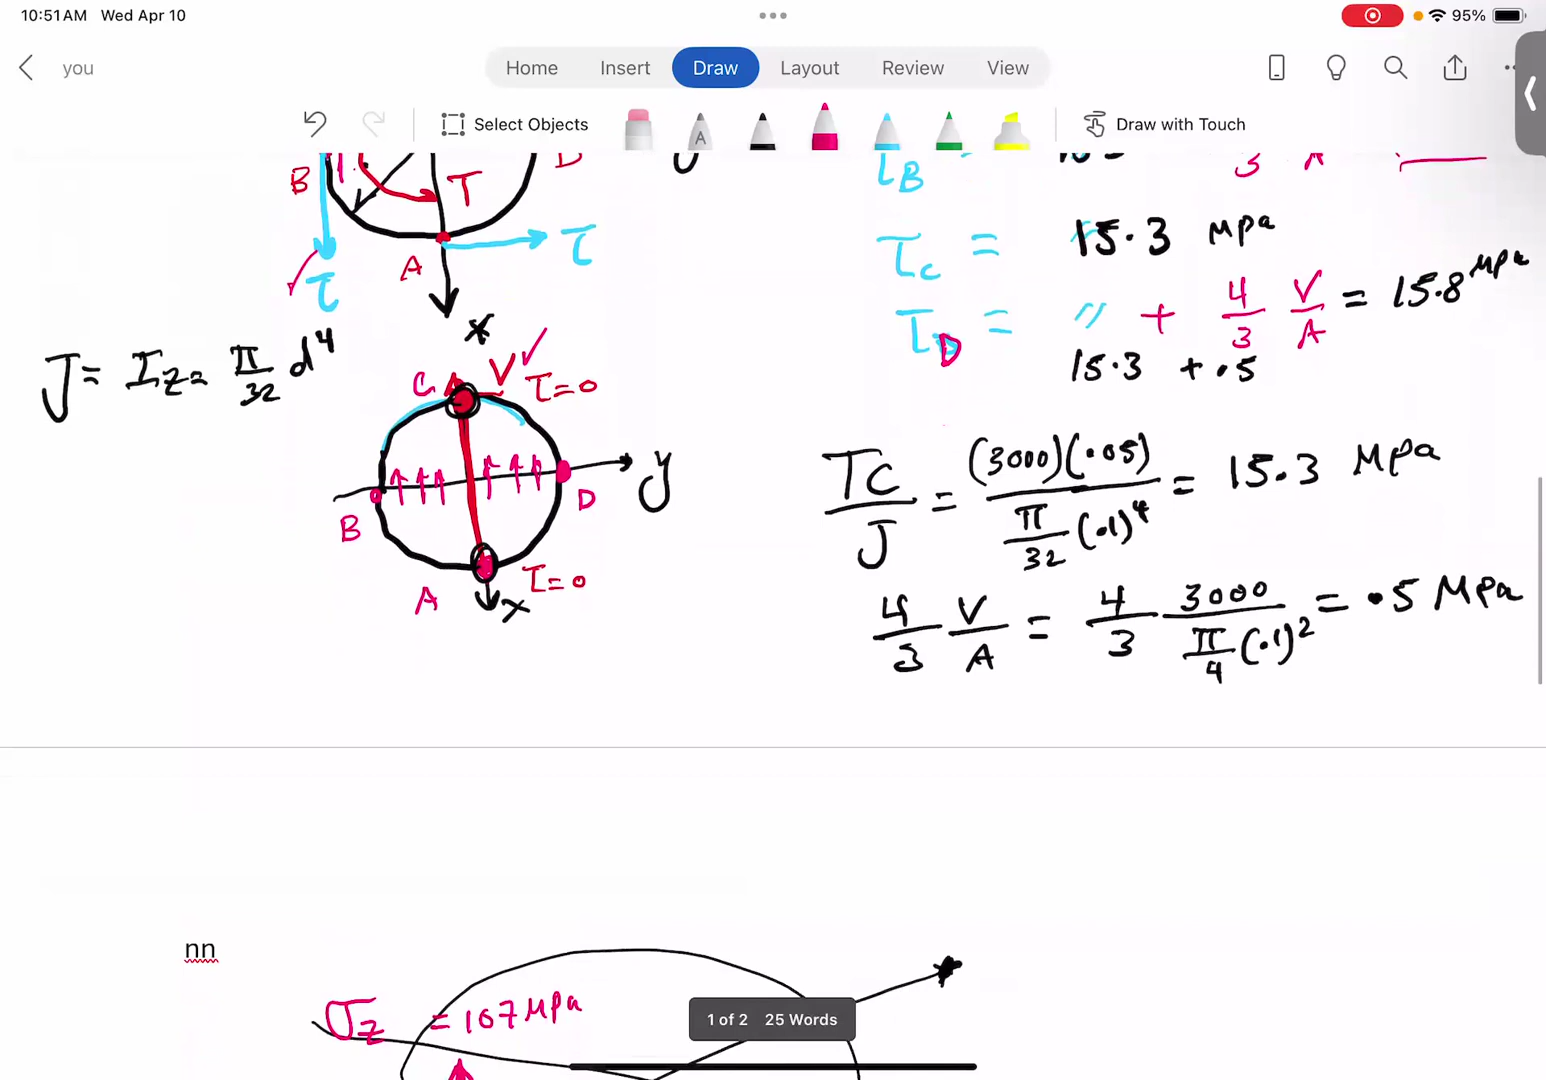 10:51 AM Wed Apr 10
95%
you
Home Insert Draw Layout Review View
Select Objects
A
Draw with Touch
B T
τ
A
τ
x
τB
τC = 15.3 MPa
τD = " + 4/3 V/A = 15.8 MPa
15.3 + .5
J = Iz = π/32 d^4
C V τ=0
y
B D
A τ=0
x
TC/J = (3000)(.05) / (π/32 (.1)^4) = 15.3 MPa
4/3 V/A = 4/3 3000 / (π/4 (.1)^2) = .5 MPa
nn
σz = 107 MPa
1 of 2 25 Words